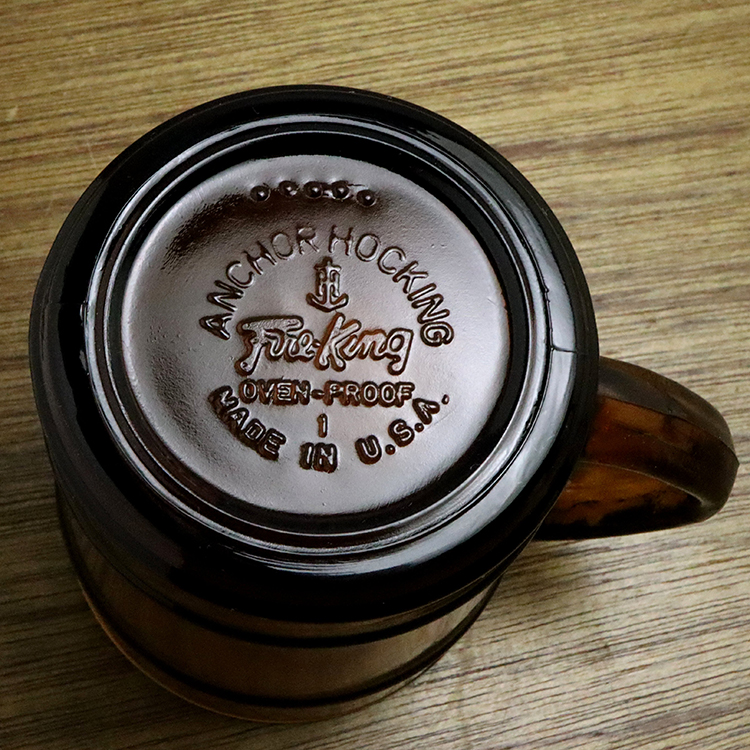 ANCHOR HOCKING
Fire-King
OVEN-PROOF
1
MADE IN U.S.A.